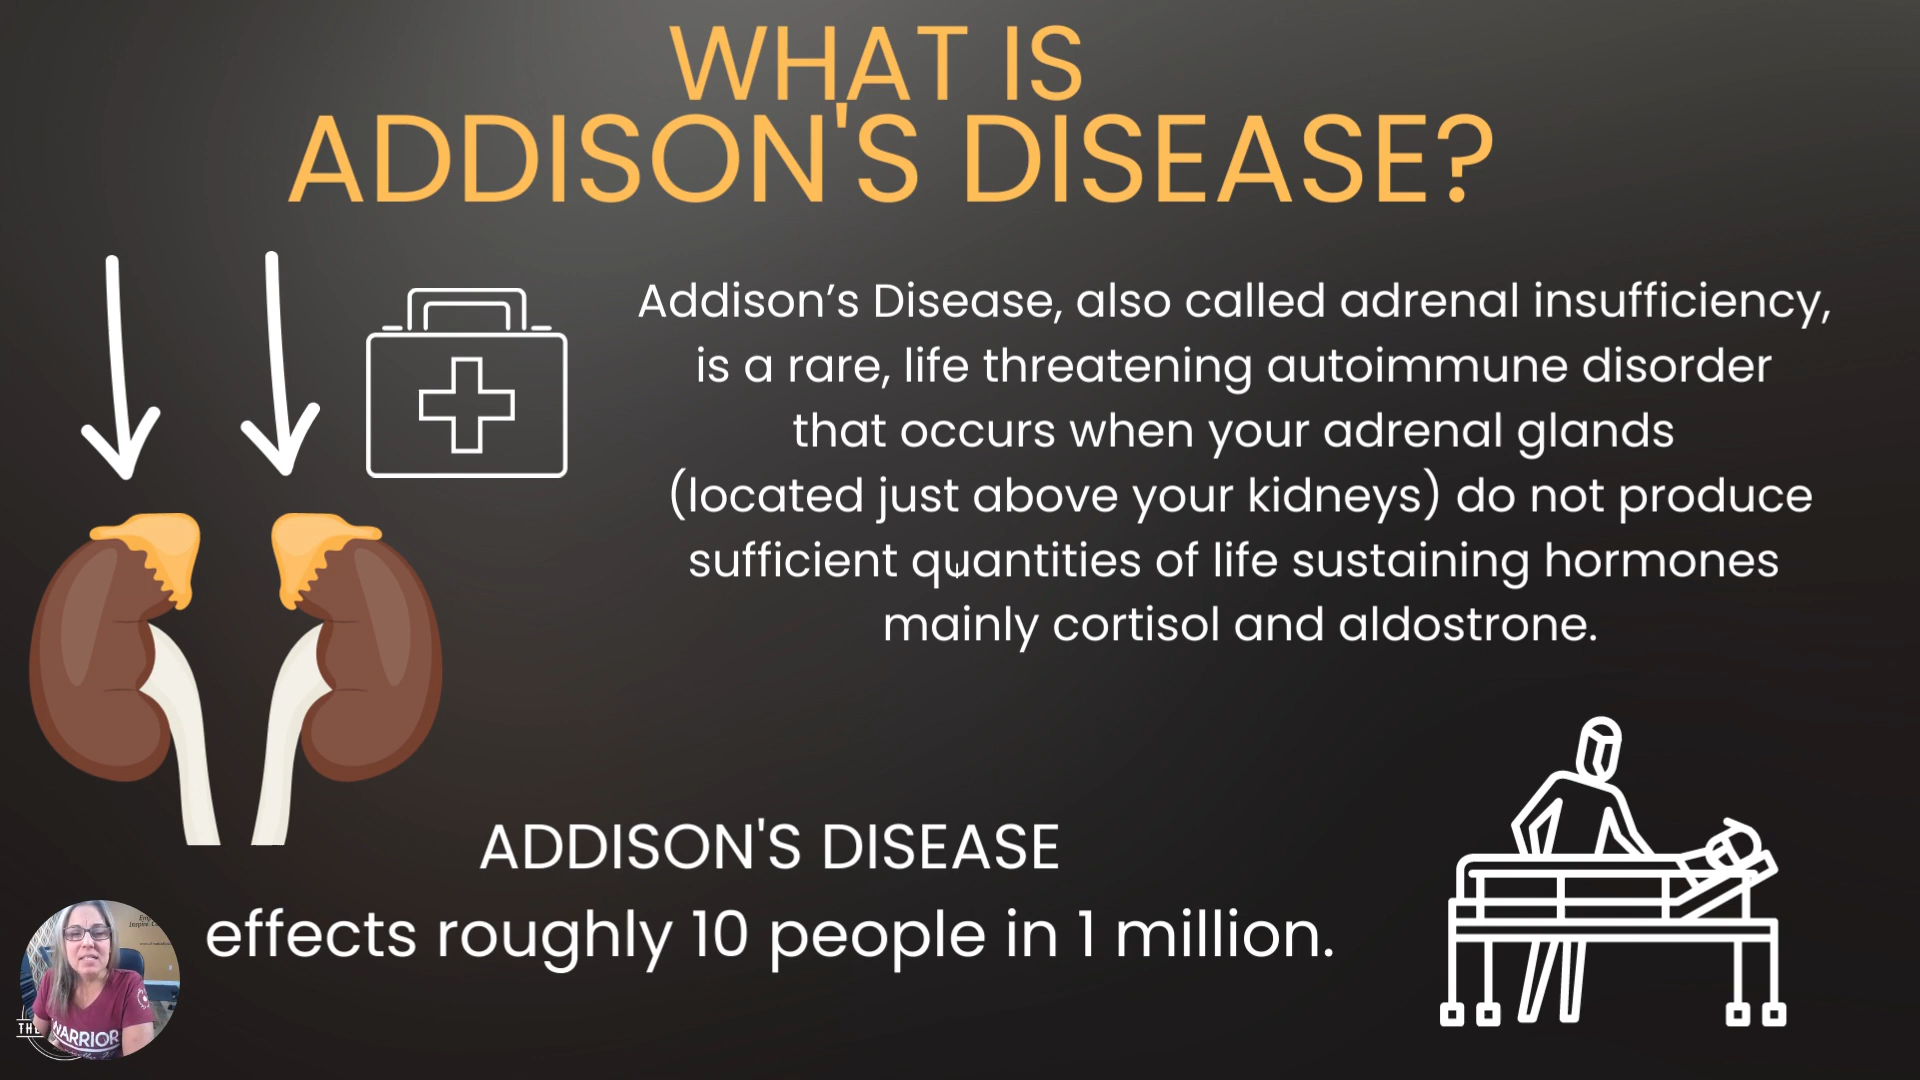 WHAT IS
ADDISON'S DISEASE?
Addison’s Disease, also called adrenal insufficiency,
is a rare, life threatening autoimmune disorder
that occurs when your adrenal glands
(located just above your kidneys) do not produce
sufficient quantities of life sustaining hormones
mainly cortisol and aldostrone.
ADDISON'S DISEASE
effects roughly 10 people in 1 million.
THE
WARRIOR